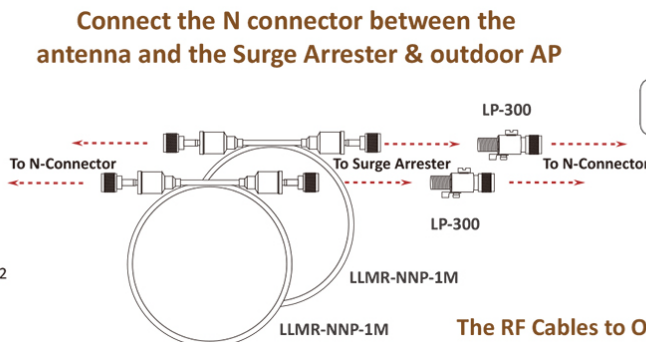 Connect the N connector between the
antenna and the Surge Arrester & outdoor AP
LP-300
To N-Connector
To Surge Arrester
To N-Connector
LP-300
2
LLMR-NNP-1M
LLMR-NNP-1M
The RF Cables to O